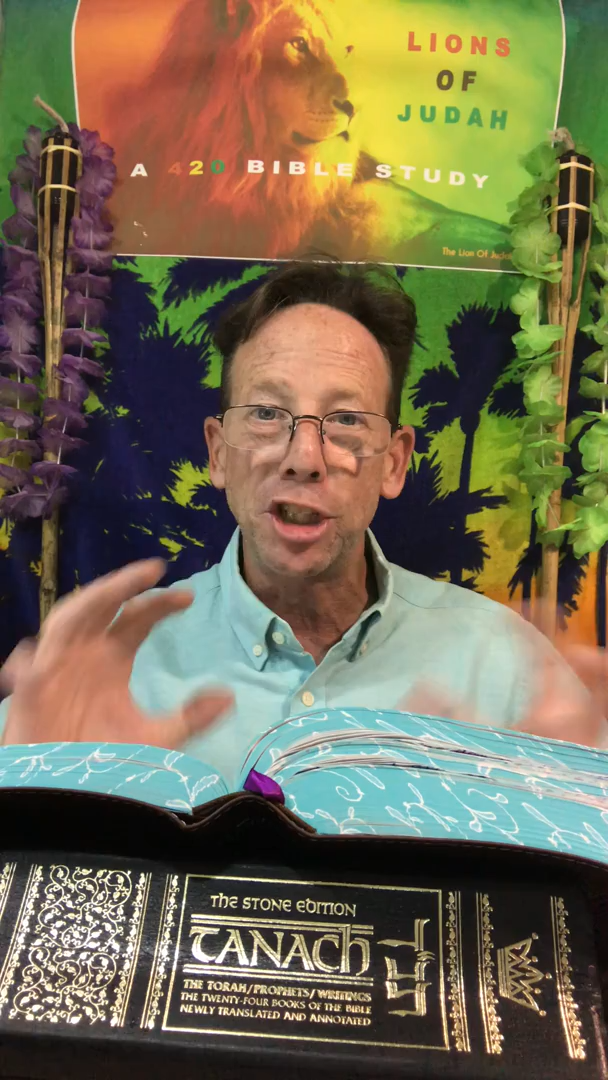 LIONS
OF
JUDAH
A 420 BIBLE STUDY
The Lion Of Judah
THE STONE EDITION
TANACH
תנ״ך
THE TORAH/PROPHETS/WRITINGS
THE TWENTY-FOUR BOOKS OF THE BIBLE
NEWLY TRANSLATED AND ANNOTATED